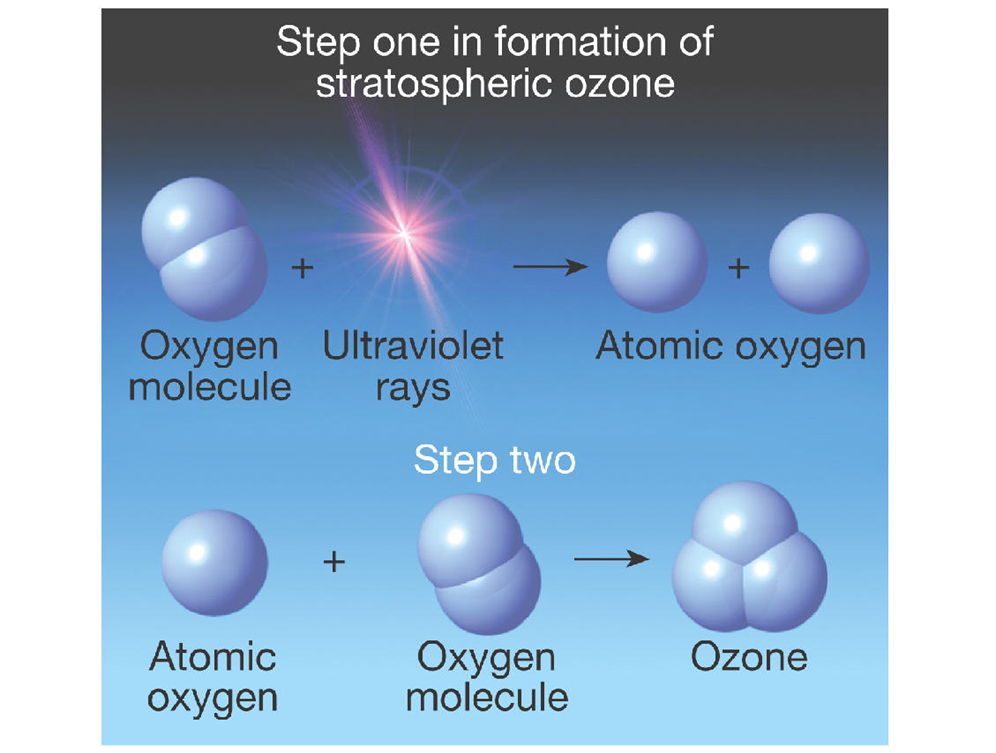 Step one in formation of
stratospheric ozone
+
+
Oxygen
molecule
Ultraviolet
rays
Atomic oxygen
Step two
+
Atomic
oxygen
Oxygen
molecule
Ozone